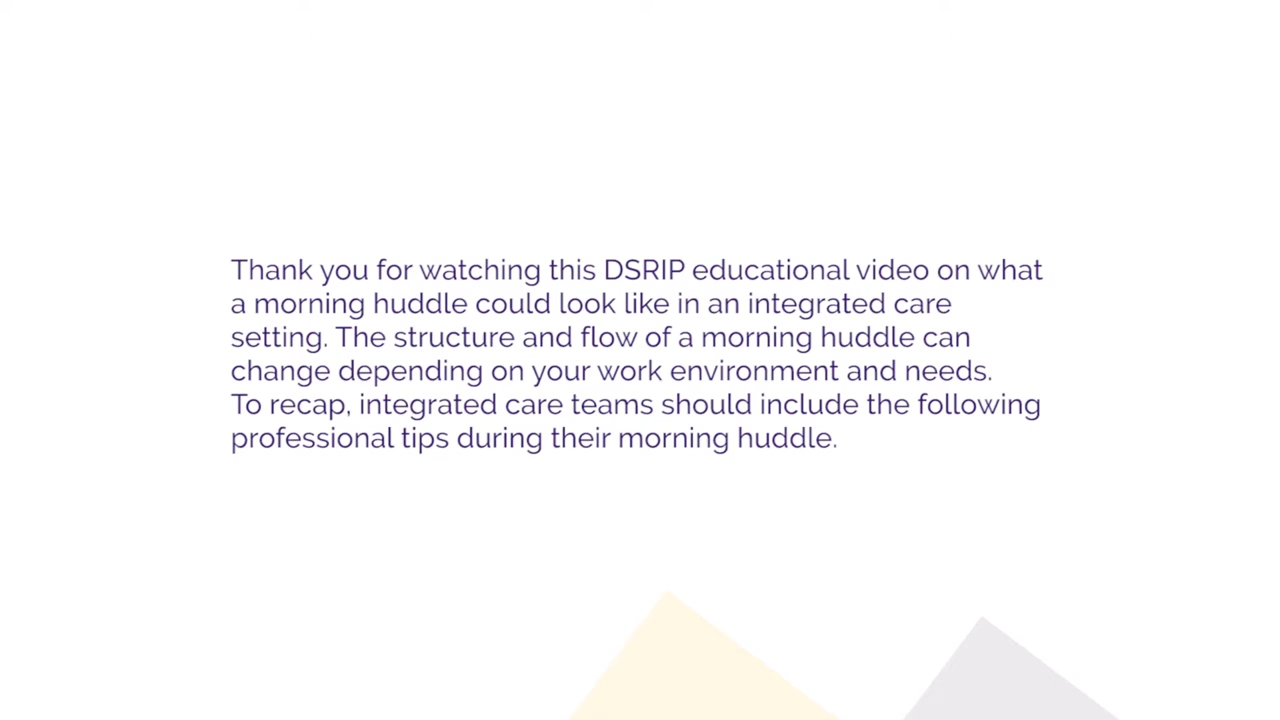 Thank you for watching this DSRIP educational video on what
a morning huddle could look like in an integrated care
setting. The structure and flow of a morning huddle can
change depending on your work environment and needs.
To recap, integrated care teams should include the following
professional tips during their morning huddle.